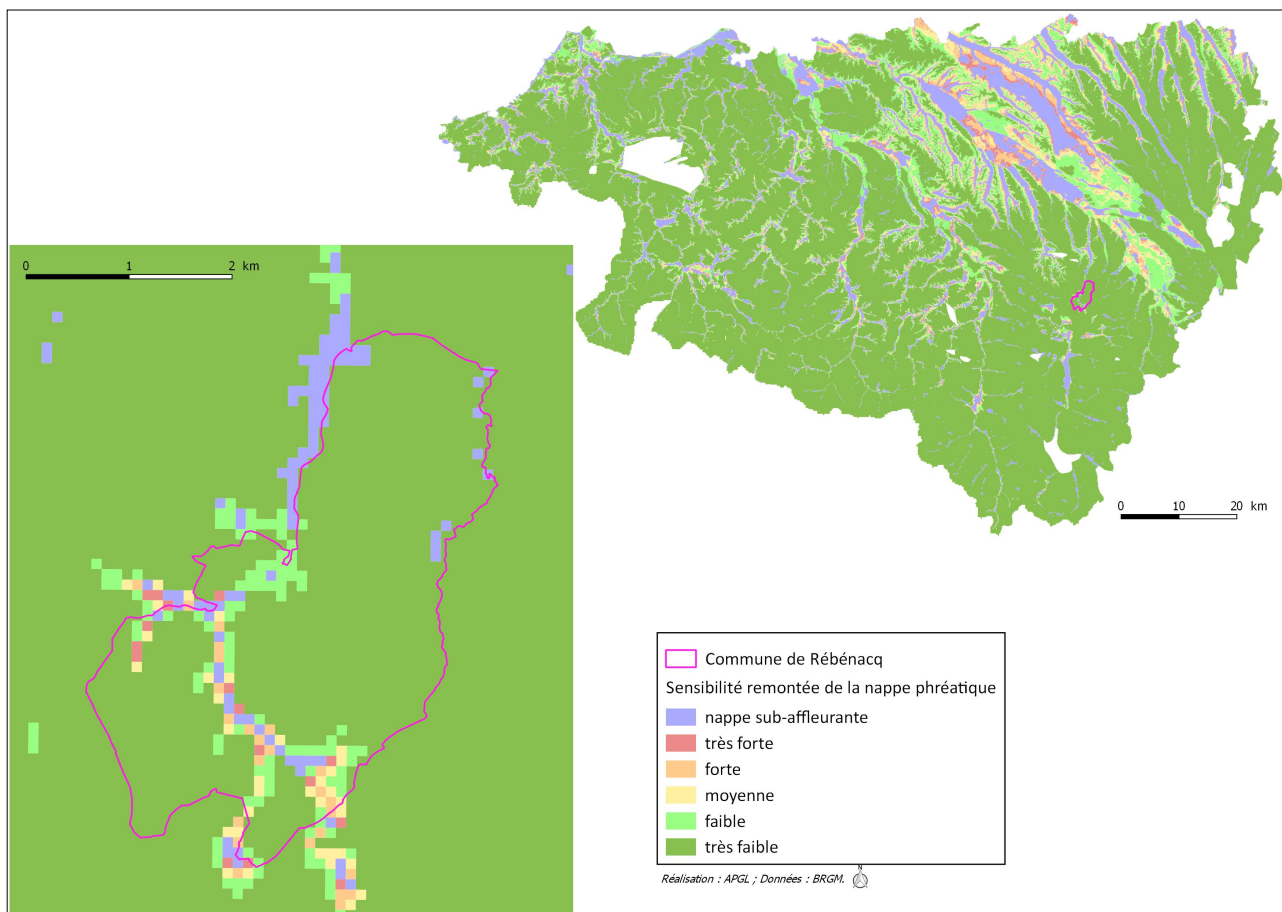 0 1 2 km
0 10 20 km
Commune de Rébénacq
Sensibilité remontée de la nappe phréatique
nappe sub-affleurante
très forte
forte
moyenne
faible
très faible
Réalisation : APGL ; Données : BRGM.
N